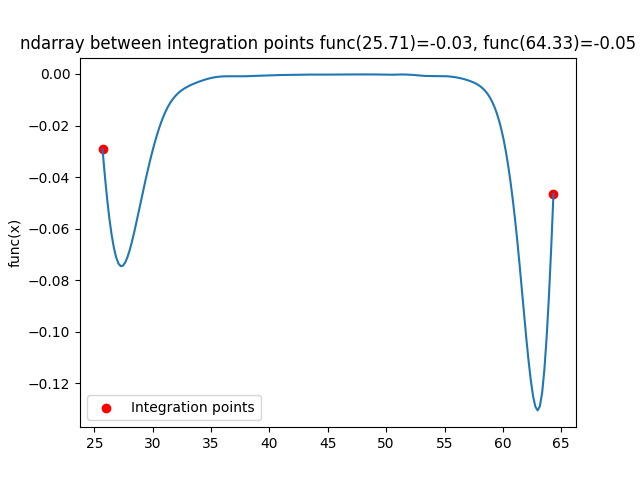 ndarray between integration points func(25.71)=-0.03, func(64.33)=-0.05
0.00
−0.02
−0.04
−0.06
−0.08
−0.10
−0.12
func(x)
Integration points
25 30 35 40 45 50 55 60 65